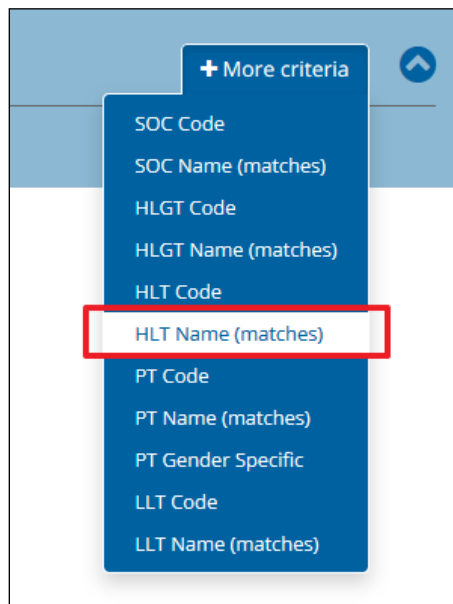 + More criteria
SOC Code
SOC Name (matches)
HLGT Code
HLGT Name (matches)
HLT Code
HLT Name (matches)
PT Code
PT Name (matches)
PT Gender Specific
LLT Code
LLT Name (matches)